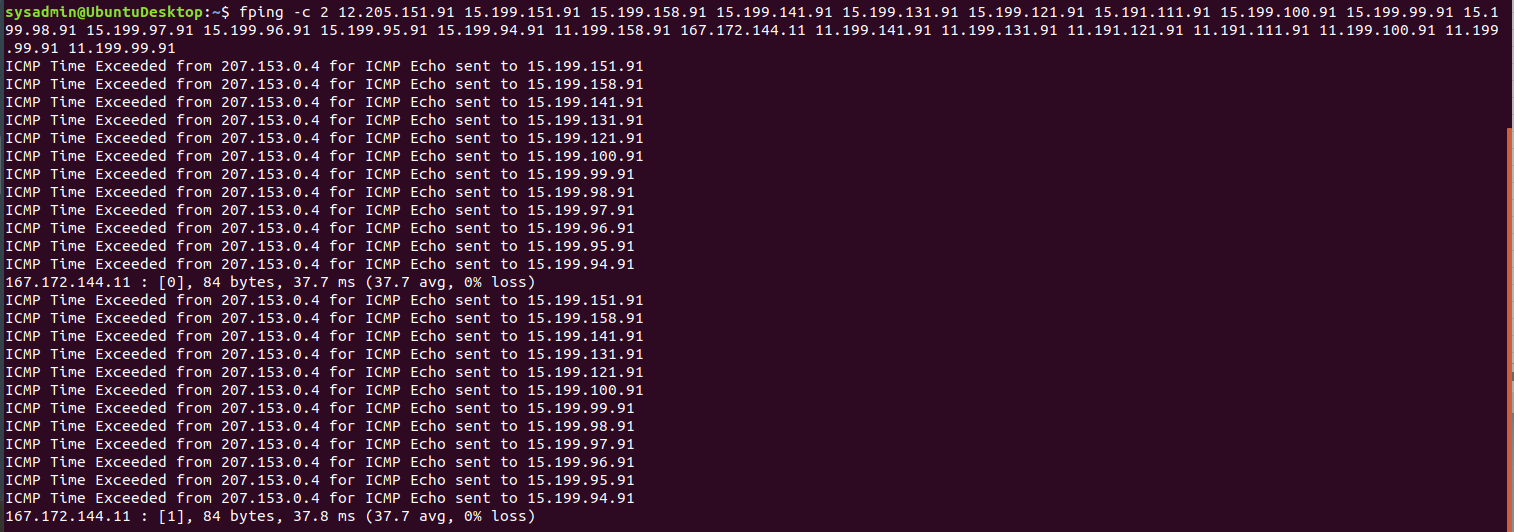 sysadmin@UbuntuDesktop:~$ fping -c 2 12.205.151.91 15.199.151.91 15.199.158.91 15.199.141.91 15.199.131.91 15.199.121.91 15.191.111.91 15.199.100.91 15.199.99.91 15.1
99.98.91 15.199.97.91 15.199.96.91 15.199.95.91 15.199.94.91 11.199.158.91 167.172.144.11 11.199.141.91 11.199.131.91 11.191.121.91 11.191.111.91 11.199.100.91 11.199
.99.91 11.199.99.91
ICMP Time Exceeded from 207.153.0.4 for ICMP Echo sent to 15.199.151.91
ICMP Time Exceeded from 207.153.0.4 for ICMP Echo sent to 15.199.158.91
ICMP Time Exceeded from 207.153.0.4 for ICMP Echo sent to 15.199.141.91
ICMP Time Exceeded from 207.153.0.4 for ICMP Echo sent to 15.199.131.91
ICMP Time Exceeded from 207.153.0.4 for ICMP Echo sent to 15.199.121.91
ICMP Time Exceeded from 207.153.0.4 for ICMP Echo sent to 15.199.100.91
ICMP Time Exceeded from 207.153.0.4 for ICMP Echo sent to 15.199.99.91
ICMP Time Exceeded from 207.153.0.4 for ICMP Echo sent to 15.199.98.91
ICMP Time Exceeded from 207.153.0.4 for ICMP Echo sent to 15.199.97.91
ICMP Time Exceeded from 207.153.0.4 for ICMP Echo sent to 15.199.96.91
ICMP Time Exceeded from 207.153.0.4 for ICMP Echo sent to 15.199.95.91
ICMP Time Exceeded from 207.153.0.4 for ICMP Echo sent to 15.199.94.91
167.172.144.11 : [0], 84 bytes, 37.7 ms (37.7 avg, 0% loss)
ICMP Time Exceeded from 207.153.0.4 for ICMP Echo sent to 15.199.151.91
ICMP Time Exceeded from 207.153.0.4 for ICMP Echo sent to 15.199.158.91
ICMP Time Exceeded from 207.153.0.4 for ICMP Echo sent to 15.199.141.91
ICMP Time Exceeded from 207.153.0.4 for ICMP Echo sent to 15.199.131.91
ICMP Time Exceeded from 207.153.0.4 for ICMP Echo sent to 15.199.121.91
ICMP Time Exceeded from 207.153.0.4 for ICMP Echo sent to 15.199.100.91
ICMP Time Exceeded from 207.153.0.4 for ICMP Echo sent to 15.199.99.91
ICMP Time Exceeded from 207.153.0.4 for ICMP Echo sent to 15.199.98.91
ICMP Time Exceeded from 207.153.0.4 for ICMP Echo sent to 15.199.97.91
ICMP Time Exceeded from 207.153.0.4 for ICMP Echo sent to 15.199.96.91
ICMP Time Exceeded from 207.153.0.4 for ICMP Echo sent to 15.199.95.91
ICMP Time Exceeded from 207.153.0.4 for ICMP Echo sent to 15.199.94.91
167.172.144.11 : [1], 84 bytes, 37.8 ms (37.7 avg, 0% loss)